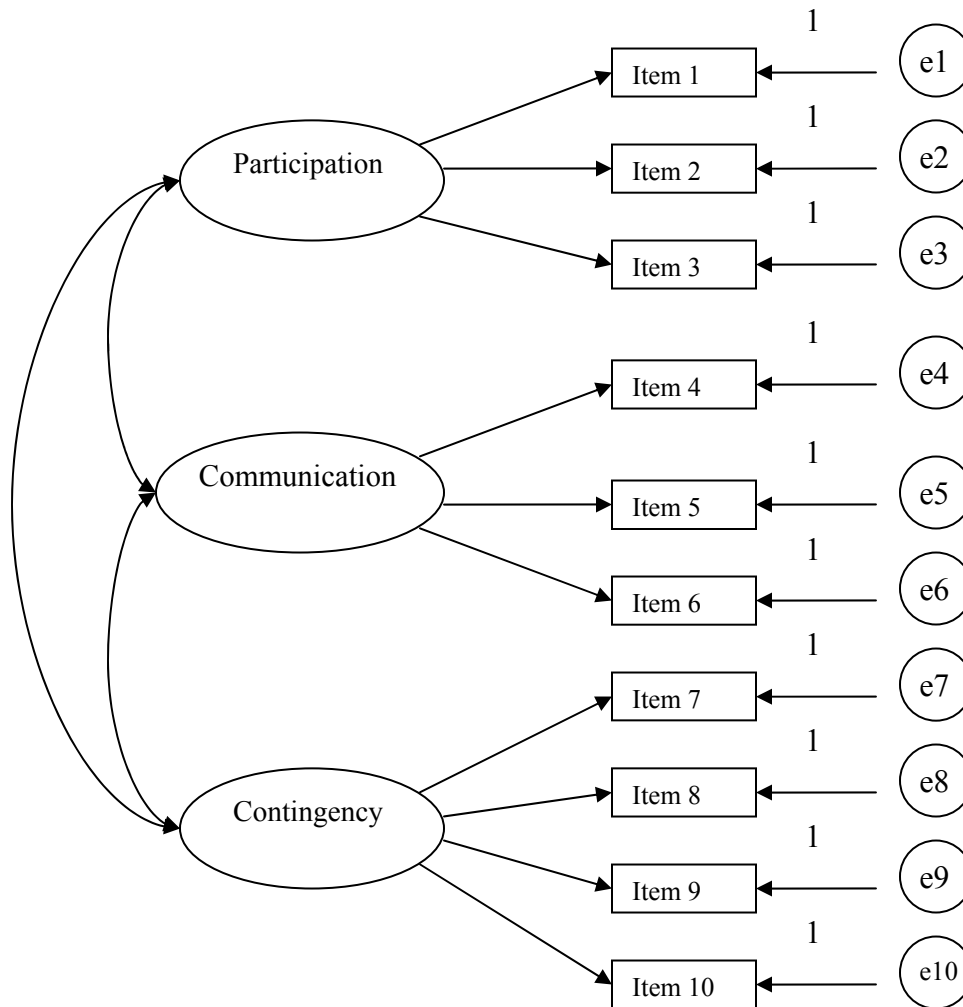 1
e1
Item 1
1
Participation
e2
Item 2
1
e3
Item 3
1
e4
Item 4
1
Communication
e5
Item 5
1
e6
Item 6
1
e7
Item 7
1
Contingency
e8
Item 8
1
e9
Item 9
1
e10
Item 10